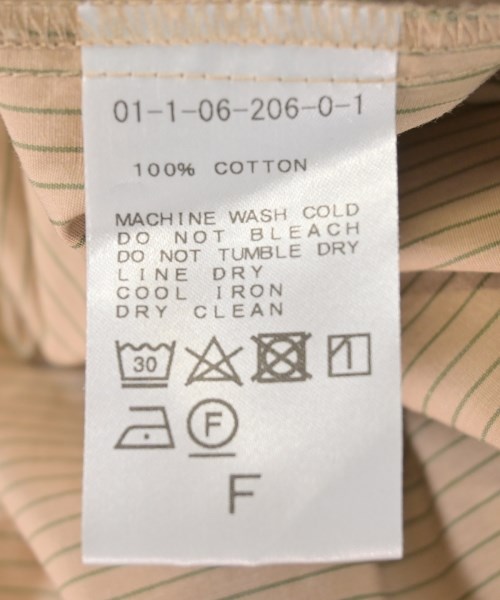 01-1-06-206-0-1
100% COTTON
MACHINE WASH COLD
DO NOT BLEACH
DO NOT TUMBLE DRY
LINE DRY
COOL IRON
DRY CLEAN
30
F
F